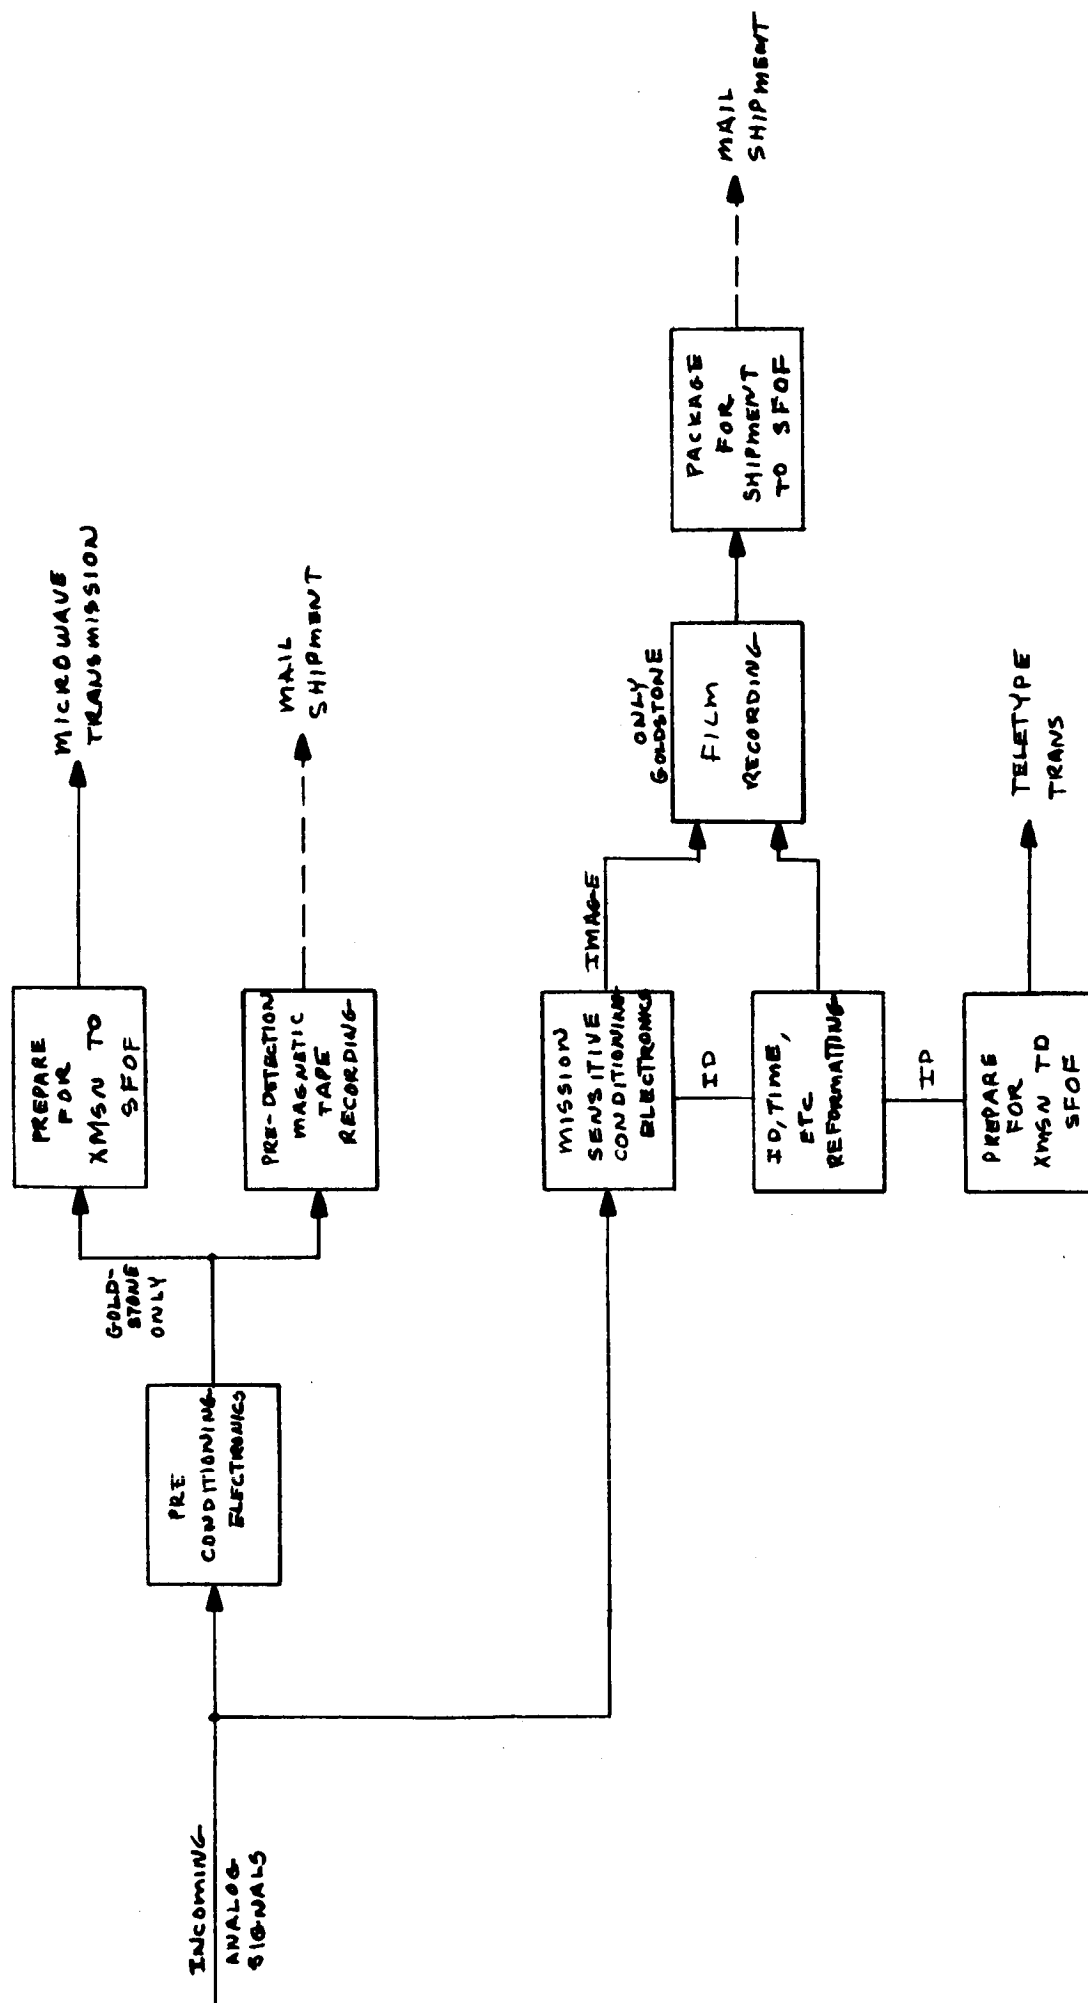 INCOMING
ANALOG
SIGNALS
PRE
CONDITIONING
ELECTRONICS
GOLD-
STONE
ONLY
PREPARE
FOR
XMSN TO
SFOF
MICROWAVE
TRANSMISSION
PRE-DETECTION
MAGNETIC
TAPE
RECORDING
MAIL
SHIPMENT
MISSION
SENSITIVE
CONDITIONING
ELECTRONICS
IMAGE
ID
ID, TIME,
ETC
REFORMATTING
ID
PREPARE
FOR
XMSN TO
SFOF
TELETYPE
TRANS
ONLY
GOLDSTONE
FILM
RECORDING
PACKAGE
FOR
SHIPMENT
TO SFOF
MAIL
SHIPMENT